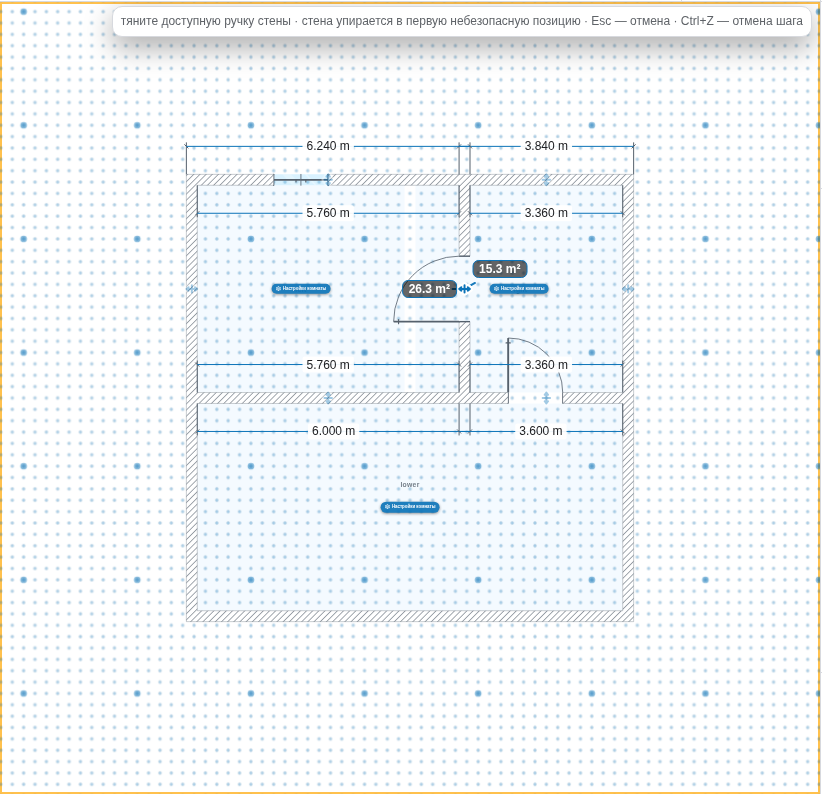 тяните доступную ручку стены · стена упирается в первую небезопасную позицию · Esc — отмена · Ctrl+Z — отмена шага
6.240 m 3.840 m
5.760 m 3.360 m
15.3 m²
26.3 m²
Настройки комнаты Настройки комнаты
5.760 m 3.360 m
6.000 m 3.600 m
lower
Настройки комнаты